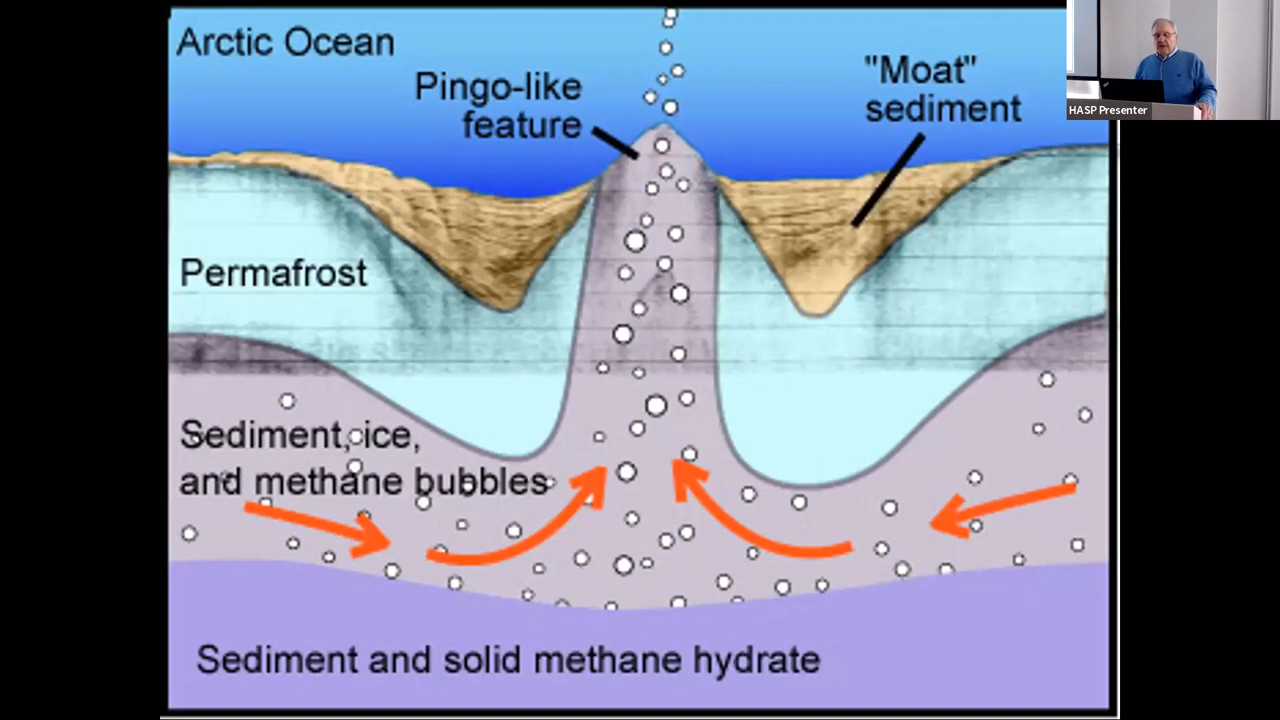 Arctic Ocean
Pingo-like
feature
"Moat"
sediment
HASP Presenter
Permafrost
Sediment, ice,
and methane bubbles
Sediment and solid methane hydrate